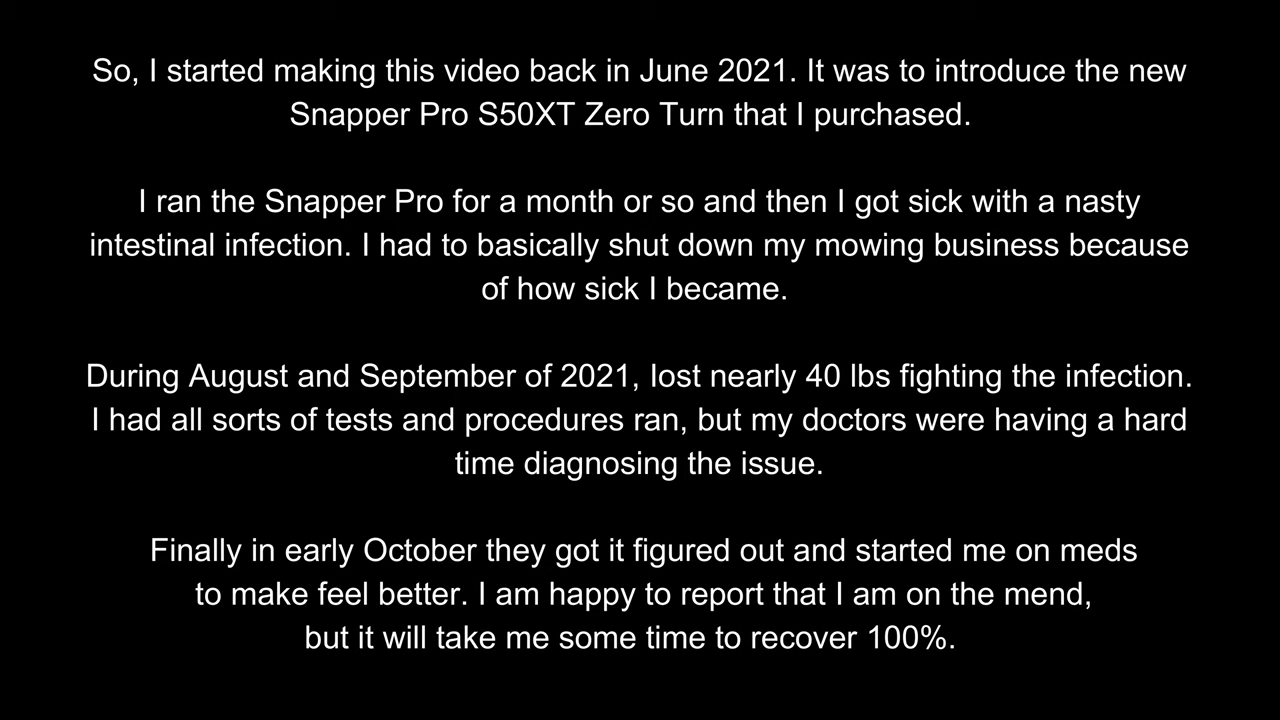 So, I started making this video back in June 2021. It was to introduce the new
Snapper Pro S50XT Zero Turn that I purchased.
I ran the Snapper Pro for a month or so and then I got sick with a nasty
intestinal infection. I had to basically shut down my mowing business because
of how sick I became.
During August and September of 2021, lost nearly 40 lbs fighting the infection.
I had all sorts of tests and procedures ran, but my doctors were having a hard
time diagnosing the issue.
Finally in early October they got it figured out and started me on meds
to make feel better. I am happy to report that I am on the mend,
but it will take me some time to recover 100%.